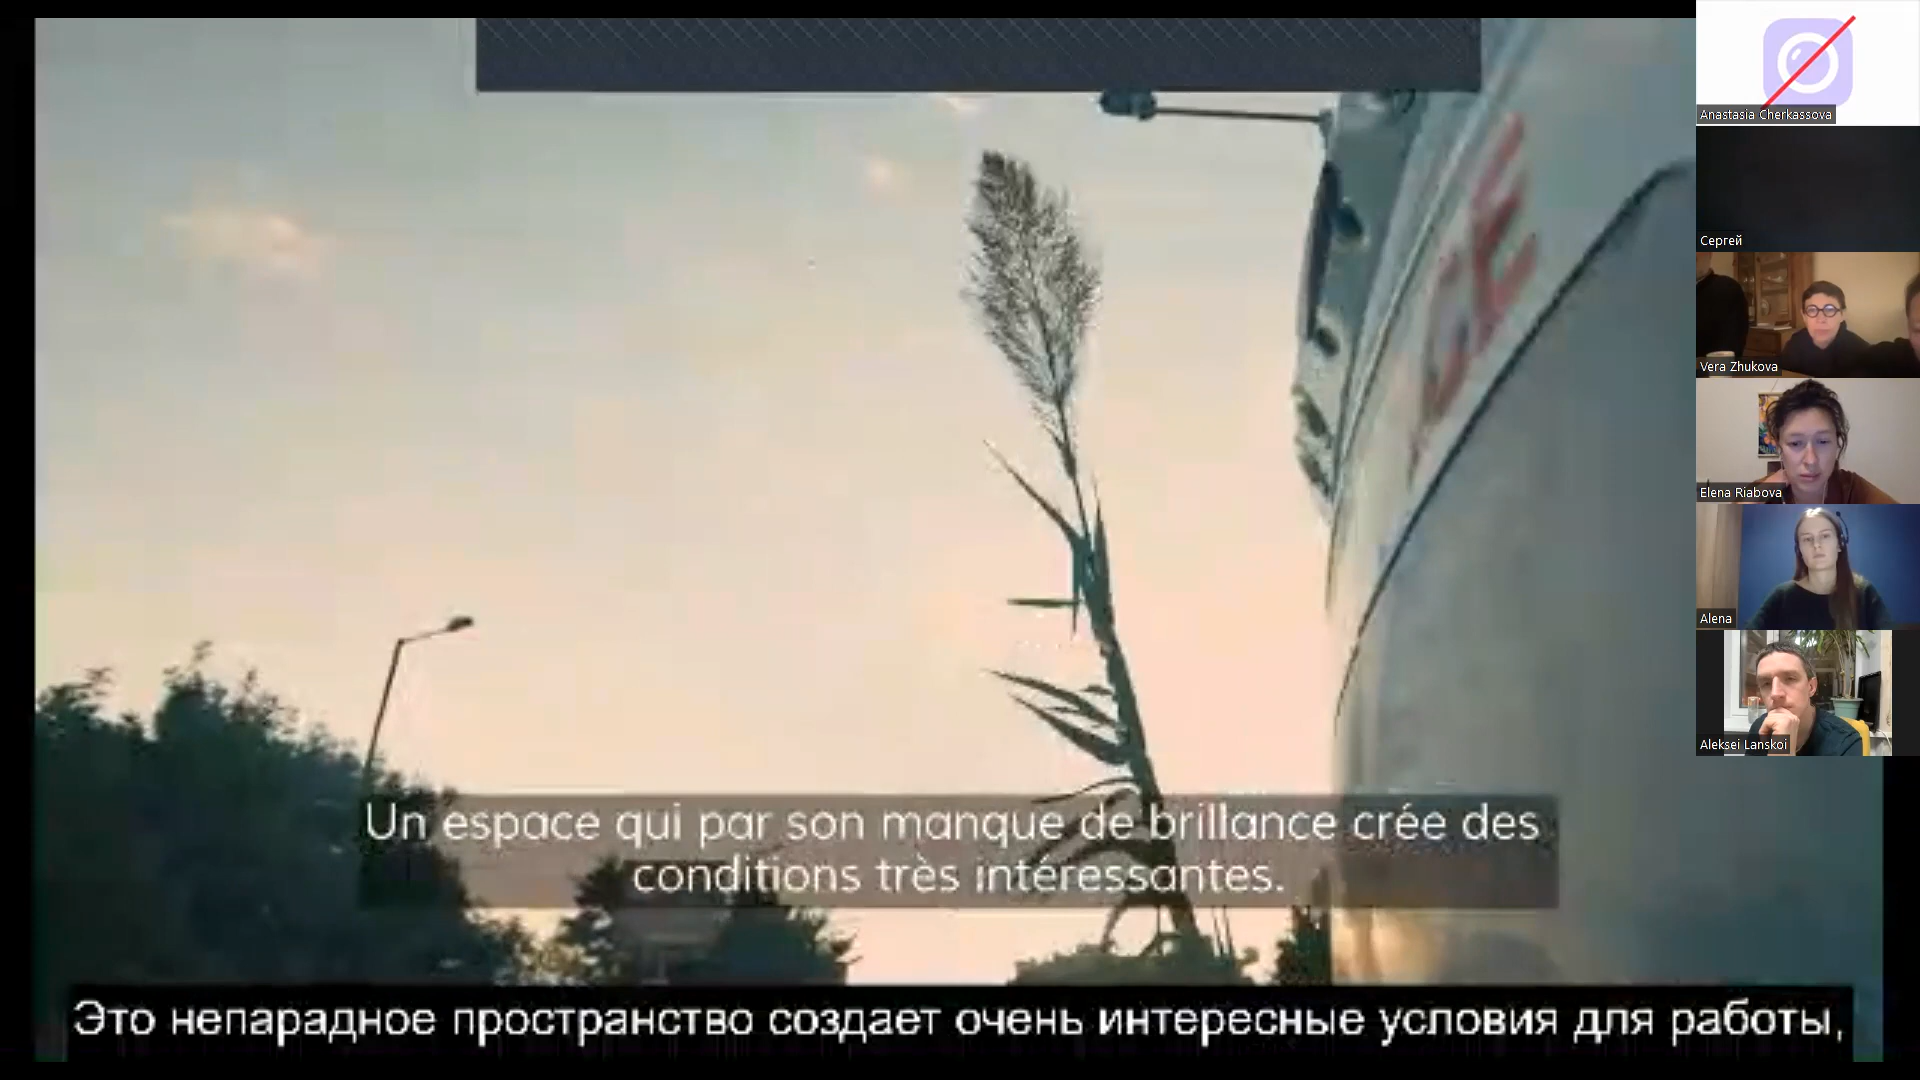 Anastasia Cherkassova
Сергей
Vera Zhukova
Elena Riabova
Alena
Aleksei Lanskoi
Un espace qui par son manque de brillance crée des
conditions très intéressantes.
Это непарадное пространство создает очень интересные условия для работы,